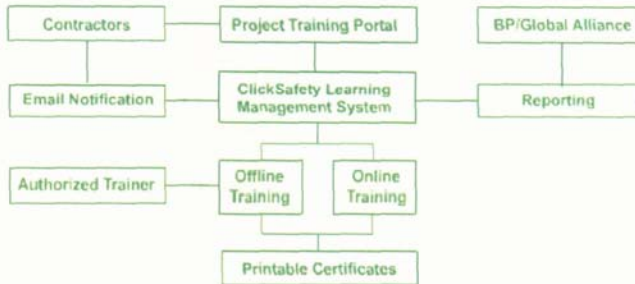 Contractors
Project Training Portal
BP/Global Alliance
Email Notification
ClickSafety Learning
Management System
Reporting
Authorized Trainer
Offline
Training
Online
Training
Printable Certificates